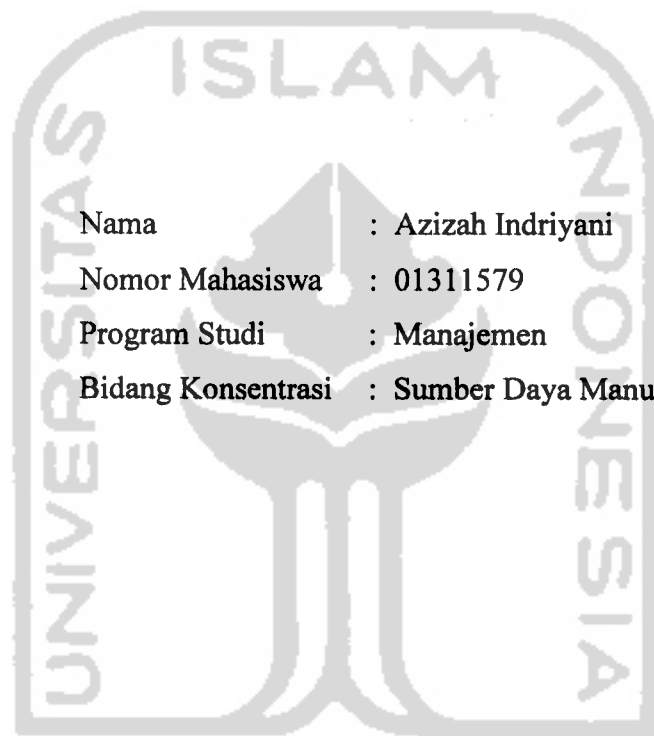 ISLAM
UNIVERSITAS
INDONESIA
Nama : Azizah Indriyani
Nomor Mahasiswa : 01311579
Program Studi : Manajemen
Bidang Konsentrasi : Sumber Daya Manu